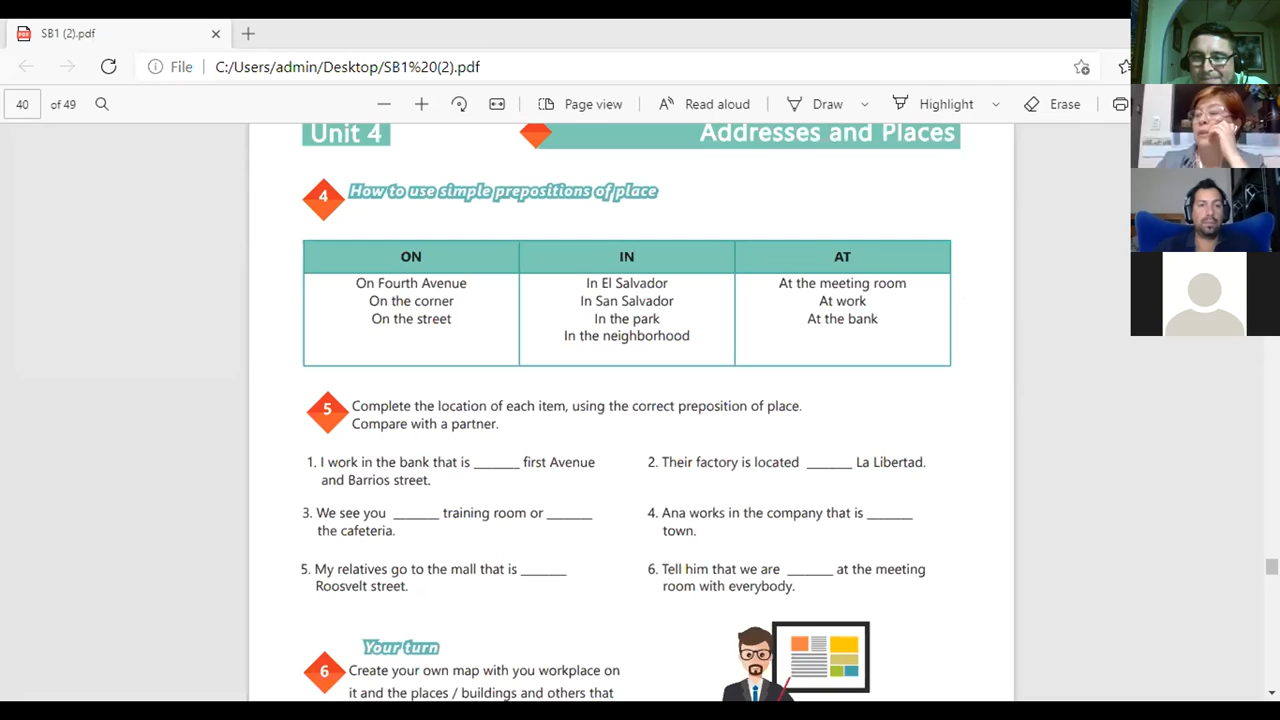 SB1 (2).pdf
File C:/Users/admin/Desktop/SB1%20(2).pdf
40 of 49 Page view Read aloud Draw Highlight Erase
Unit 4 Addresses and Places
4 How to use simple prepositions of place
ON IN AT
On Fourth Avenue In El Salvador At the meeting room
On the corner In San Salvador At work
On the street In the park At the bank
In the neighborhood
5 Complete the location of each item, using the correct preposition of place.
Compare with a partner.
1. I work in the bank that is _______ first Avenue
and Barrios street.
2. Their factory is located _______ La Libertad.
3. We see you _______ training room or _______
the cafeteria.
4. Ana works in the company that is _______
town.
5. My relatives go to the mall that is _______
Roosvelt street.
6. Tell him that we are _______ at the meeting
room with everybody.
Your turn
6 Create your own map with you workplace on
it and the places / buildings and others that